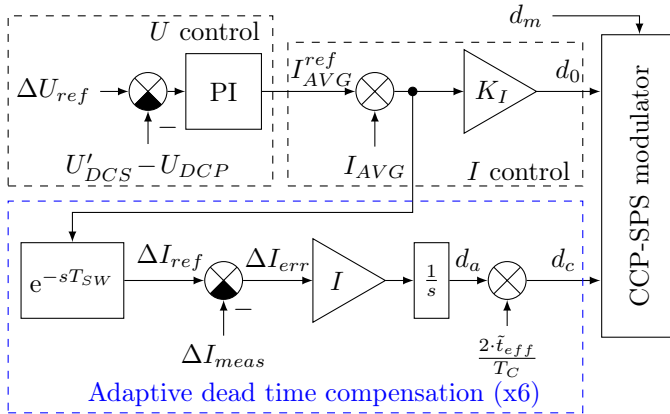 U control
d_m
ΔU_ref
PI
I_AVG^ref
K_I
d_0
−
U′_DCS − U_DCP
I_AVG
I control
CCP-SPS modulator
e^{−sT_SW}
ΔI_ref
ΔI_err
I
1/s
d_a
d_c
−
ΔI_meas
2·t̃_eff / T_C
Adaptive dead time compensation (x6)